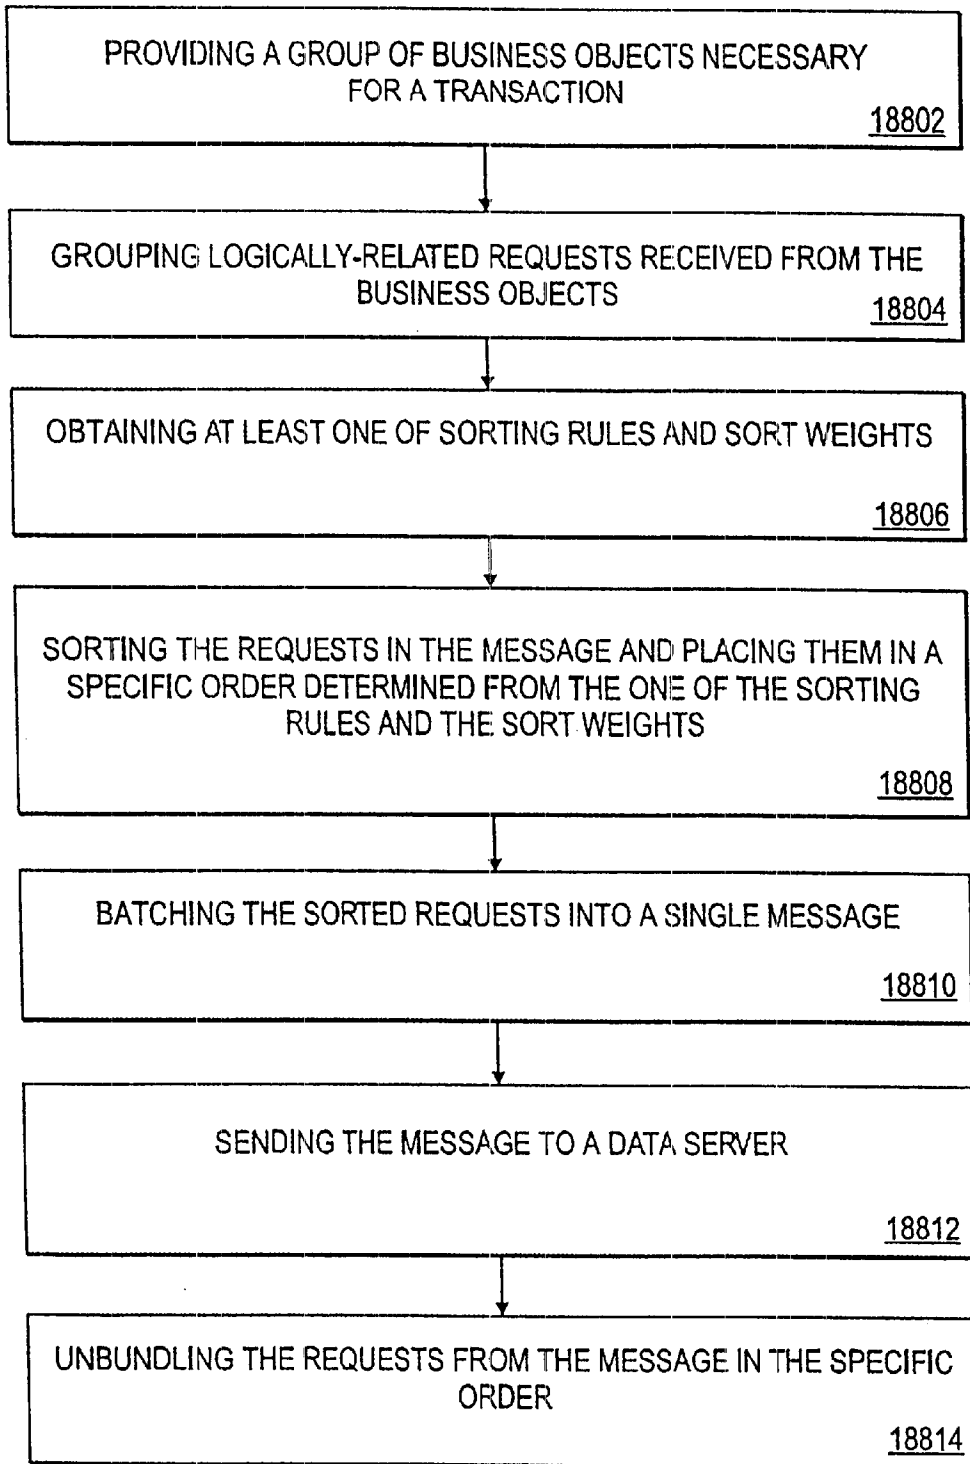 PROVIDING A GROUP OF BUSINESS OBJECTS NECESSARY
FOR A TRANSACTION
18802
GROUPING LOGICALLY-RELATED REQUESTS RECEIVED FROM THE
BUSINESS OBJECTS
18804
OBTAINING AT LEAST ONE OF SORTING RULES AND SORT WEIGHTS
18806
SORTING THE REQUESTS IN THE MESSAGE AND PLACING THEM IN A
SPECIFIC ORDER DETERMINED FROM THE ONE OF THE SORTING
RULES AND THE SORT WEIGHTS
18808
BATCHING THE SORTED REQUESTS INTO A SINGLE MESSAGE
18810
SENDING THE MESSAGE TO A DATA SERVER
18812
UNBUNDLING THE REQUESTS FROM THE MESSAGE IN THE SPECIFIC
ORDER
18814